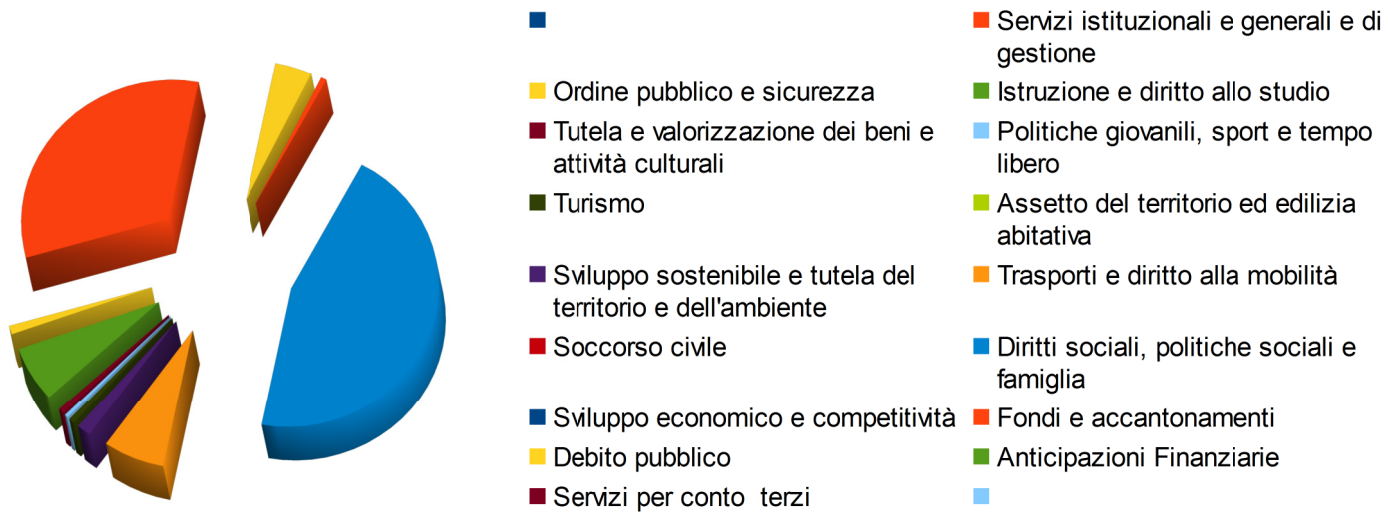 Servizi istituzionali e generali e di
gestione
Ordine pubblico e sicurezza
Istruzione e diritto allo studio
Tutela e valorizzazione dei beni e
attività culturali
Politiche giovanili, sport e tempo
libero
Turismo
Assetto del territorio ed edilizia
abitativa
Sviluppo sostenibile e tutela del
territorio e dell'ambiente
Trasporti e diritto alla mobilità
Soccorso civile
Diritti sociali, politiche sociali e
famiglia
Sviluppo economico e competitività
Fondi e accantonamenti
Debito pubblico
Anticipazioni Finanziarie
Servizi per conto  terzi